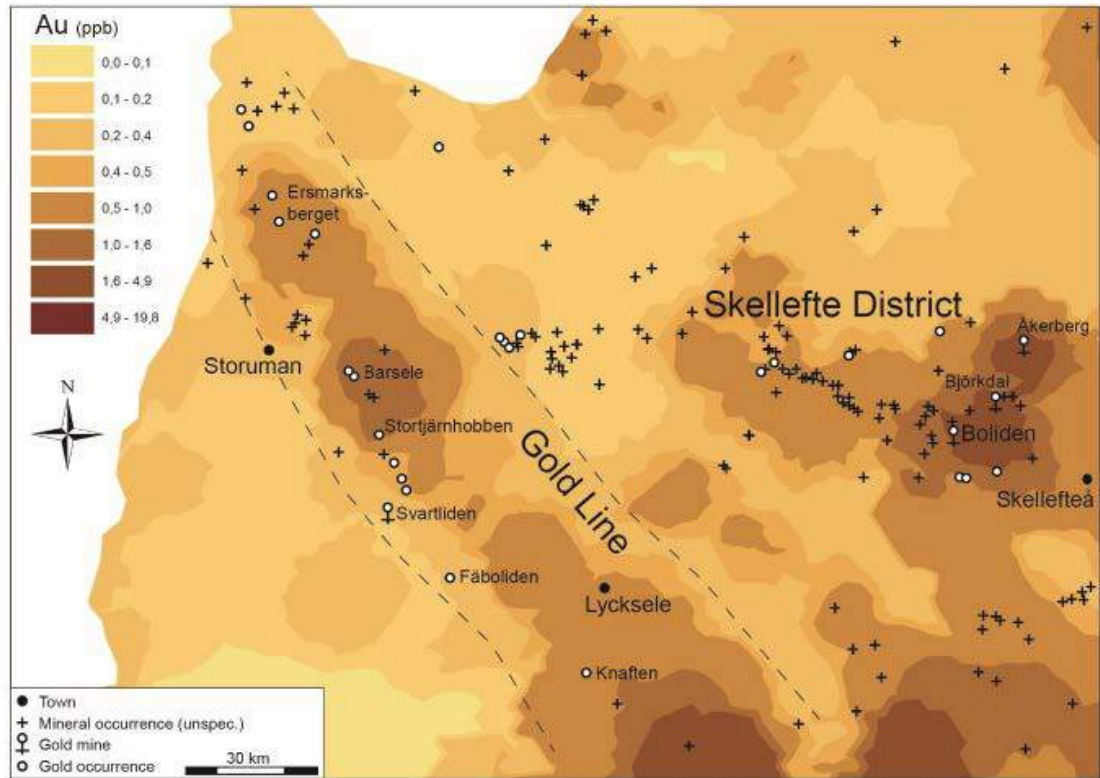 Au (ppb)
0,0 - 0,1
0,1 - 0,2
0,2 - 0,4
0,4 - 0,5
0,5 - 1,0
1,0 - 1,6
1,6 - 4,9
4,9 - 19,8
Ersmarks-
berget
Skellefte District
Åkerberg
Storuman
Barsele
Björkdal
N
Stortjärnhobben
Boliden
Gold Line
Skellefteå
Svartliden
Fäboliden
Lycksele
Knaften
Town
Mineral occurrence (unspec.)
Gold mine
Gold occurrence
30 km